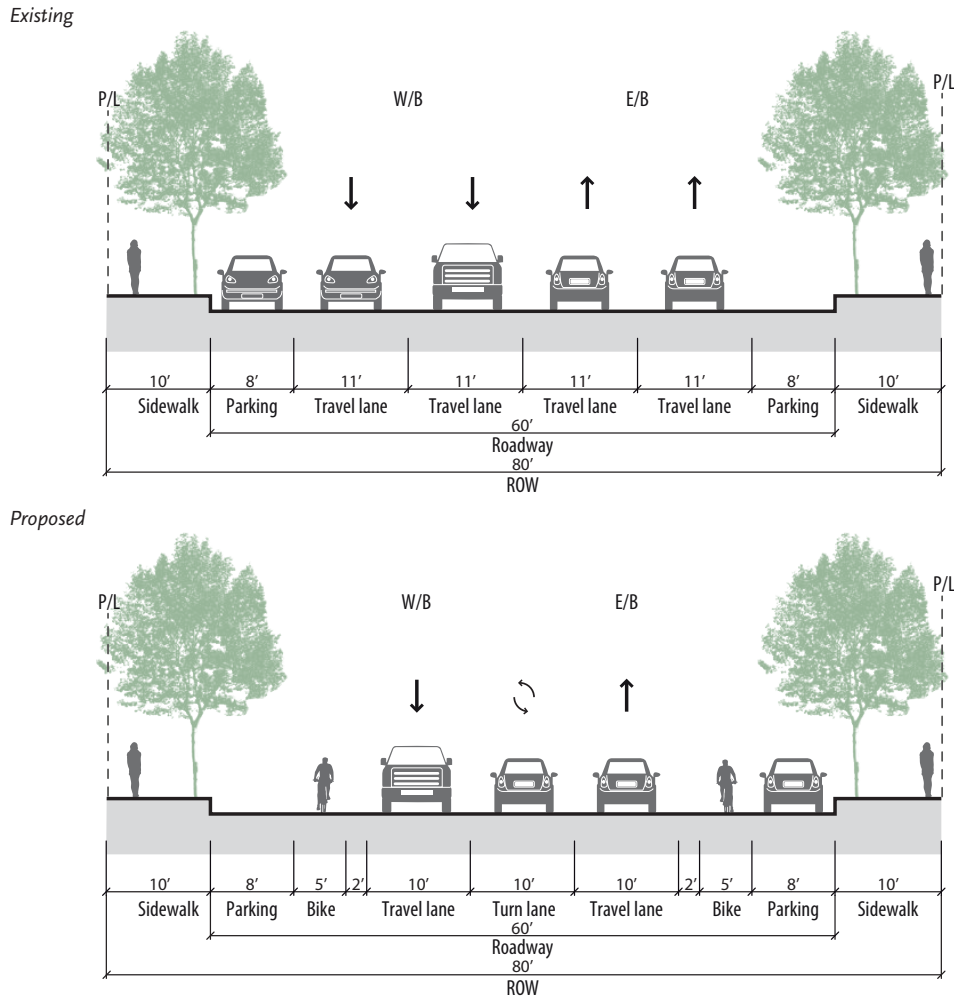 Existing
P/L W/B E/B P/L
10’ 8’ 11’ 11’ 11’ 11’ 8’ 10’
Sidewalk Parking Travel lane Travel lane Travel lane Travel lane Parking Sidewalk
60’
Roadway
80’
ROW
Proposed
P/L W/B E/B P/L
10’ 8’ 5’ 2’ 10’ 10’ 10’ 2’ 5’ 8’ 10’
Sidewalk Parking Bike Travel lane Turn lane Travel lane Bike Parking Sidewalk
60’
Roadway
80’
ROW